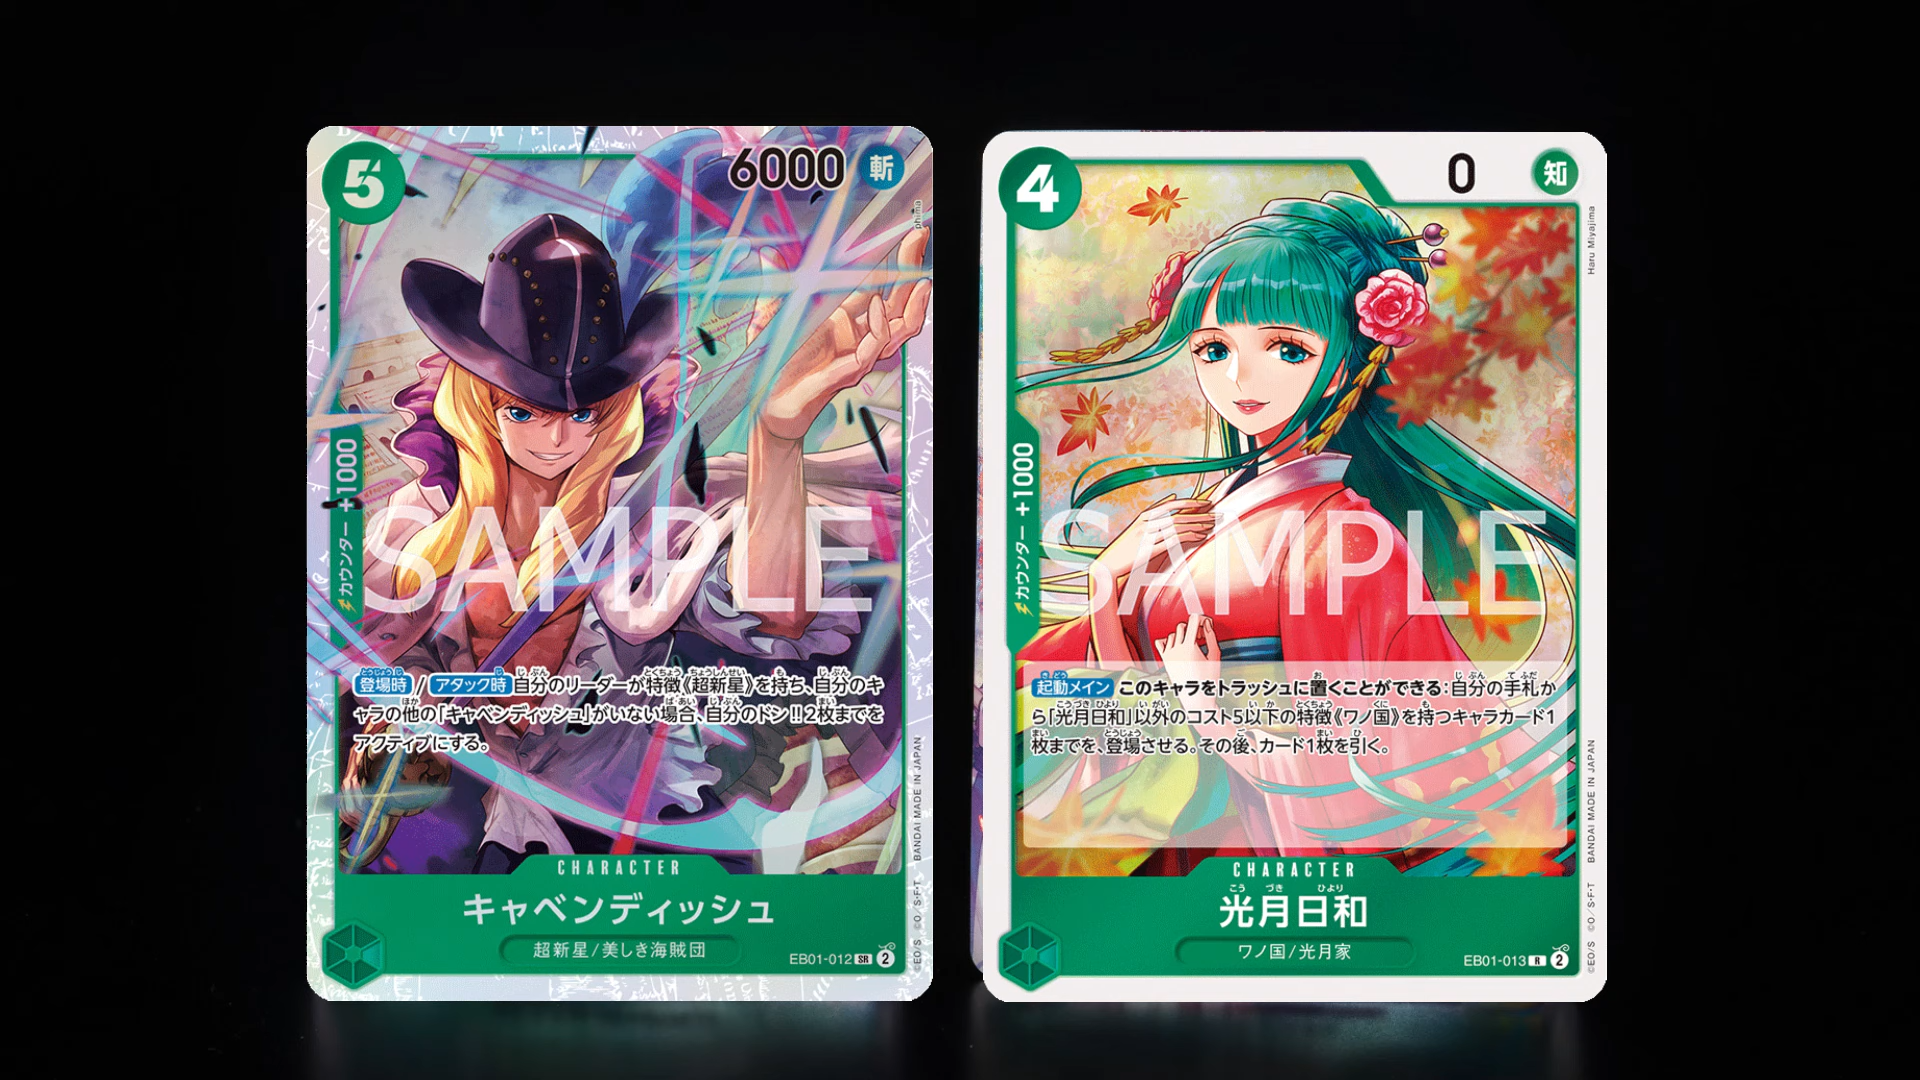 5
6000
斬
phima
カウンター +1000
SAMPLE
登場時 / アタック時 自分のリーダーが特徴《超新星》を持ち、自分のキ
ャラの他の「キャベンディッシュ」がいない場合、自分のドン!!2枚までを
アクティブにする。
CHARACTER
キャベンディッシュ
超新星/美しき海賊団
EB01-012 SR 2
©EO/S ©O/S・F・T BANDAI MADE IN JAPAN
4
0
知
Haru Miyajima
カウンター +1000
SAMPLE
起動メイン このキャラをトラッシュに置くことができる:自分の手札か
ら「光月日和」以外のコスト5以下の特徴《ワノ国》を持つキャラカード1
枚までを、登場させる。その後、カード1枚を引く。
CHARACTER
こうづき ひより
光月日和
ワノ国/光月家
EB01-013 R 2
©EO/S ©O/S・F・T BANDAI MADE IN JAPAN